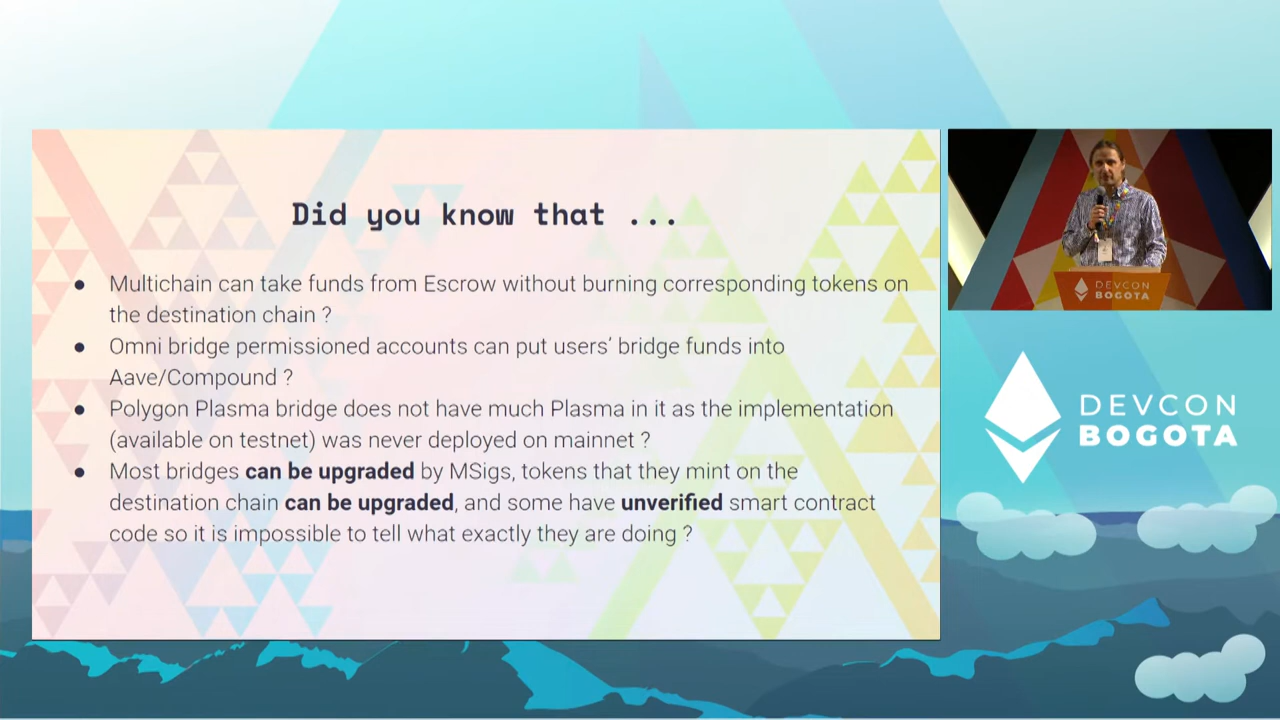 Did you know that ...
● Multichain can take funds from Escrow without burning corresponding tokens on
the destination chain ?
● Omni bridge permissioned accounts can put users’ bridge funds into
Aave/Compound ?
● Polygon Plasma bridge does not have much Plasma in it as the implementation
(available on testnet) was never deployed on mainnet ?
● Most bridges can be upgraded by MSigs, tokens that they mint on the
destination chain can be upgraded, and some have unverified smart contract
code so it is impossible to tell what exactly they are doing ?
DEVCON
BOGOTA
DEVCON
BOGOTA